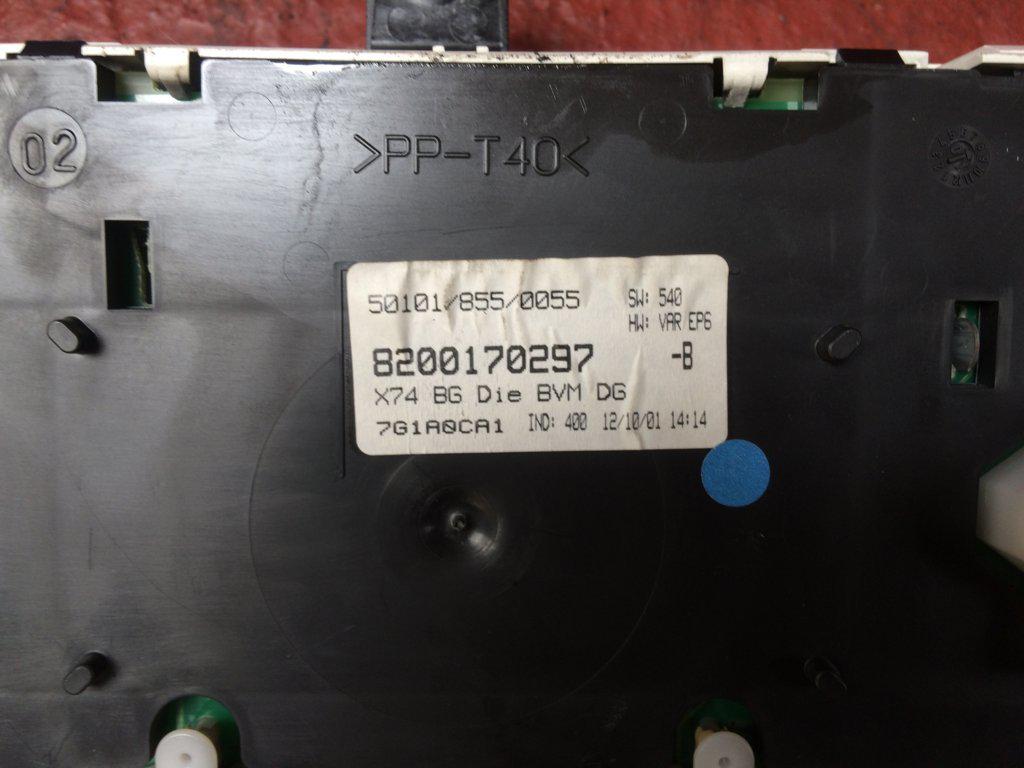 02
>PP-T40<
50101/855/0055
SW: 540
HW: VAR EP6
8200170297 -B
X74 BG Die BVM DG
7G1A0CA1 IND: 400 12/10/01 14:14